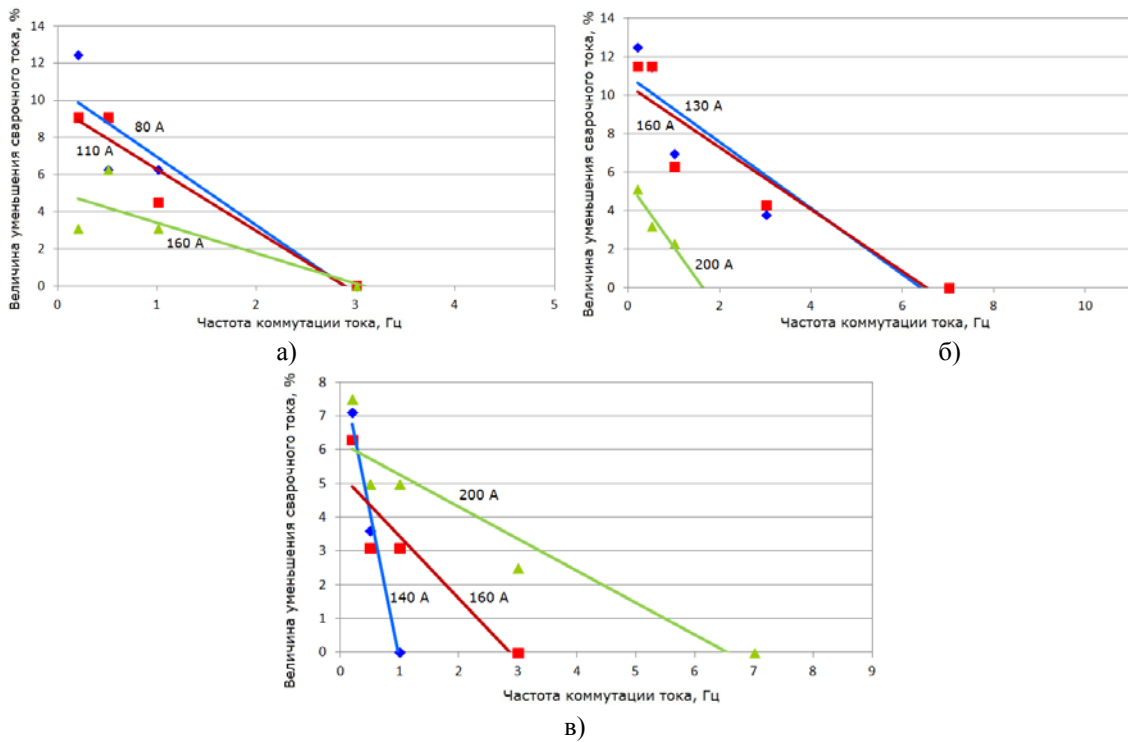 Величина уменьшения сварочного тока, %
14
12
10
8
6
4
2
0
80 А
110 А
160 А
0 1 2 3 4 5
Частота коммутации тока, Гц
а)
Величина уменьшения сварочного тока, %
14
12
10
8
6
4
2
0
130 А
160 А
200 А
0 2 4 6 8 10
Частота коммутации тока, Гц
б)
Величина уменьшения сварочного тока, %
8
7
6
5
4
3
2
1
0
200 А
140 А 160 А
0 1 3 4 5 6 7 8 9
Частота коммутации тока, Гц
в)